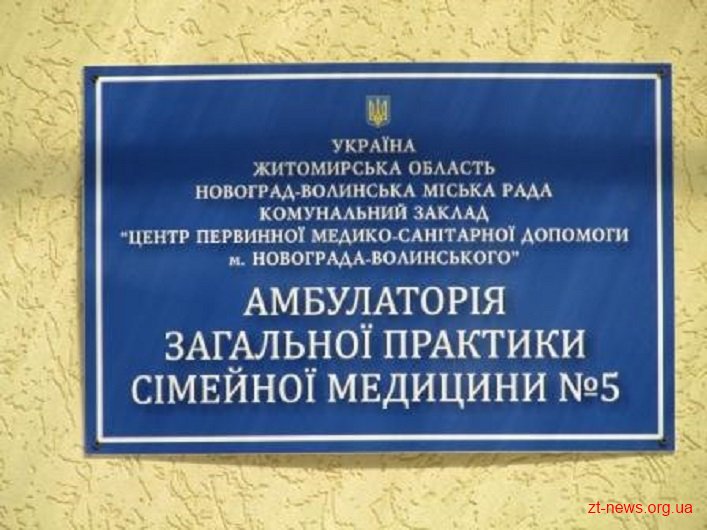 УКРАЇНА
ЖИТОМИРСЬКА ОБЛАСТЬ
НОВОГРАД-ВОЛИНСЬКА МІСЬКА РАДА
КОМУНАЛЬНИЙ ЗАКЛАД
"ЦЕНТР ПЕРВИННОЇ МЕДИКО-САНІТАРНОЇ ДОПОМОГИ
м. НОВОГРАДА-ВОЛИНСЬКОГО"
АМБУЛАТОРІЯ
ЗАГАЛЬНОЇ ПРАКТИКИ
СІМЕЙНОЇ МЕДИЦИНИ №5
zt-news.org.ua